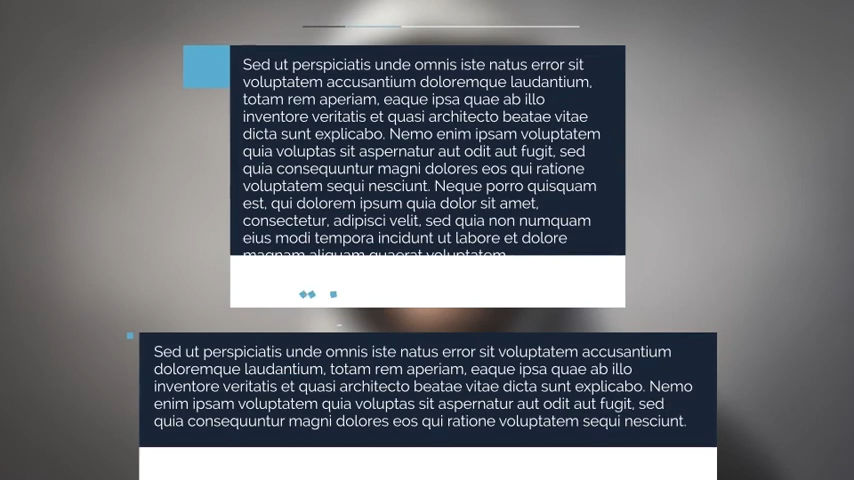 Sed ut perspiciatis unde omnis iste natus error sit
voluptatem accusantium doloremque laudantium,
totam rem aperiam, eaque ipsa quae ab illo
inventore veritatis et quasi architecto beatae vitae
dicta sunt explicabo. Nemo enim ipsam voluptatem
quia voluptas sit aspernatur aut odit aut fugit, sed
quia consequuntur magni dolores eos qui ratione
voluptatem sequi nesciunt. Neque porro quisquam
est, qui dolorem ipsum quia dolor sit amet,
consectetur, adipisci velit, sed quia non numquam
eius modi tempora incidunt ut labore et dolore
magnam aliquam quaerat voluptatem.
Sed ut perspiciatis unde omnis iste natus error sit voluptatem accusantium
doloremque laudantium, totam rem aperiam, eaque ipsa quae ab illo
inventore veritatis et quasi architecto beatae vitae dicta sunt explicabo. Nemo
enim ipsam voluptatem quia voluptas sit aspernatur aut odit aut fugit, sed
quia consequuntur magni dolores eos qui ratione voluptatem sequi nesciunt.